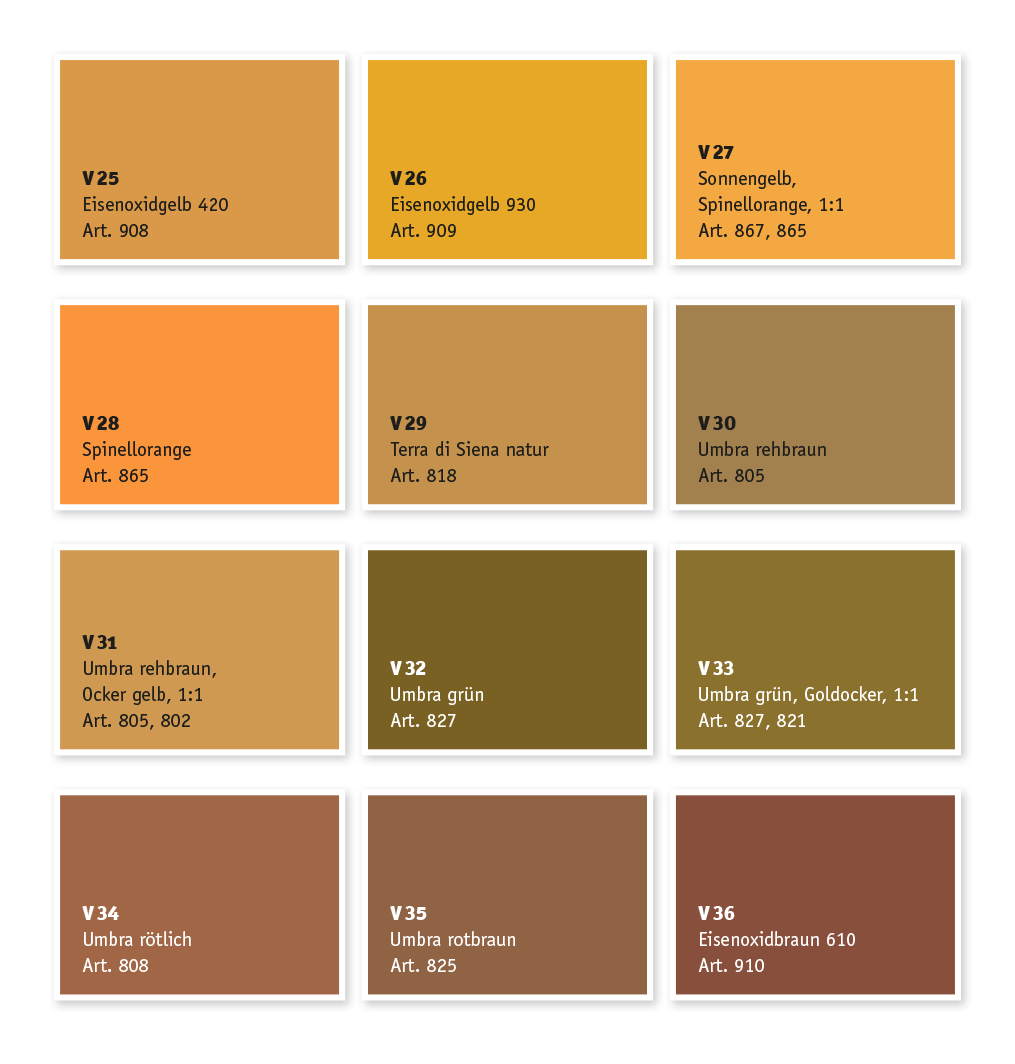 V 25
Eisenoxidgelb 420
Art. 908
V 26
Eisenoxidgelb 930
Art. 909
V 27
Sonnengelb,
Spinellorange, 1:1
Art. 867, 865
V 28
Spinellorange
Art. 865
V 29
Terra di Siena natur
Art. 818
V 30
Umbra rehbraun
Art. 805
V 31
Umbra rehbraun,
Ocker gelb, 1:1
Art. 805, 802
V 32
Umbra grün
Art. 827
V 33
Umbra grün, Goldocker, 1:1
Art. 827, 821
V 34
Umbra rötlich
Art. 808
V 35
Umbra rotbraun
Art. 825
V 36
Eisenoxidbraun 610
Art. 910